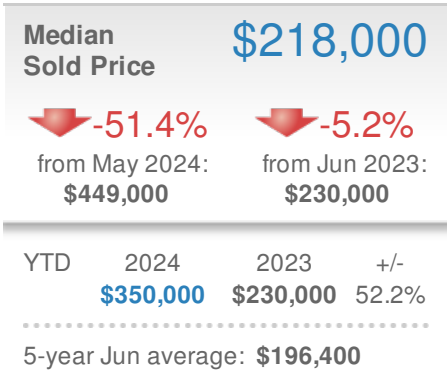 Median $218,000
Sold Price
-51.4% -5.2%
from May 2024: from Jun 2023:
$449,000 $230,000
YTD 2024 2023 +/-
$350,000 $230,000 52.2%
5-year Jun average: $196,400